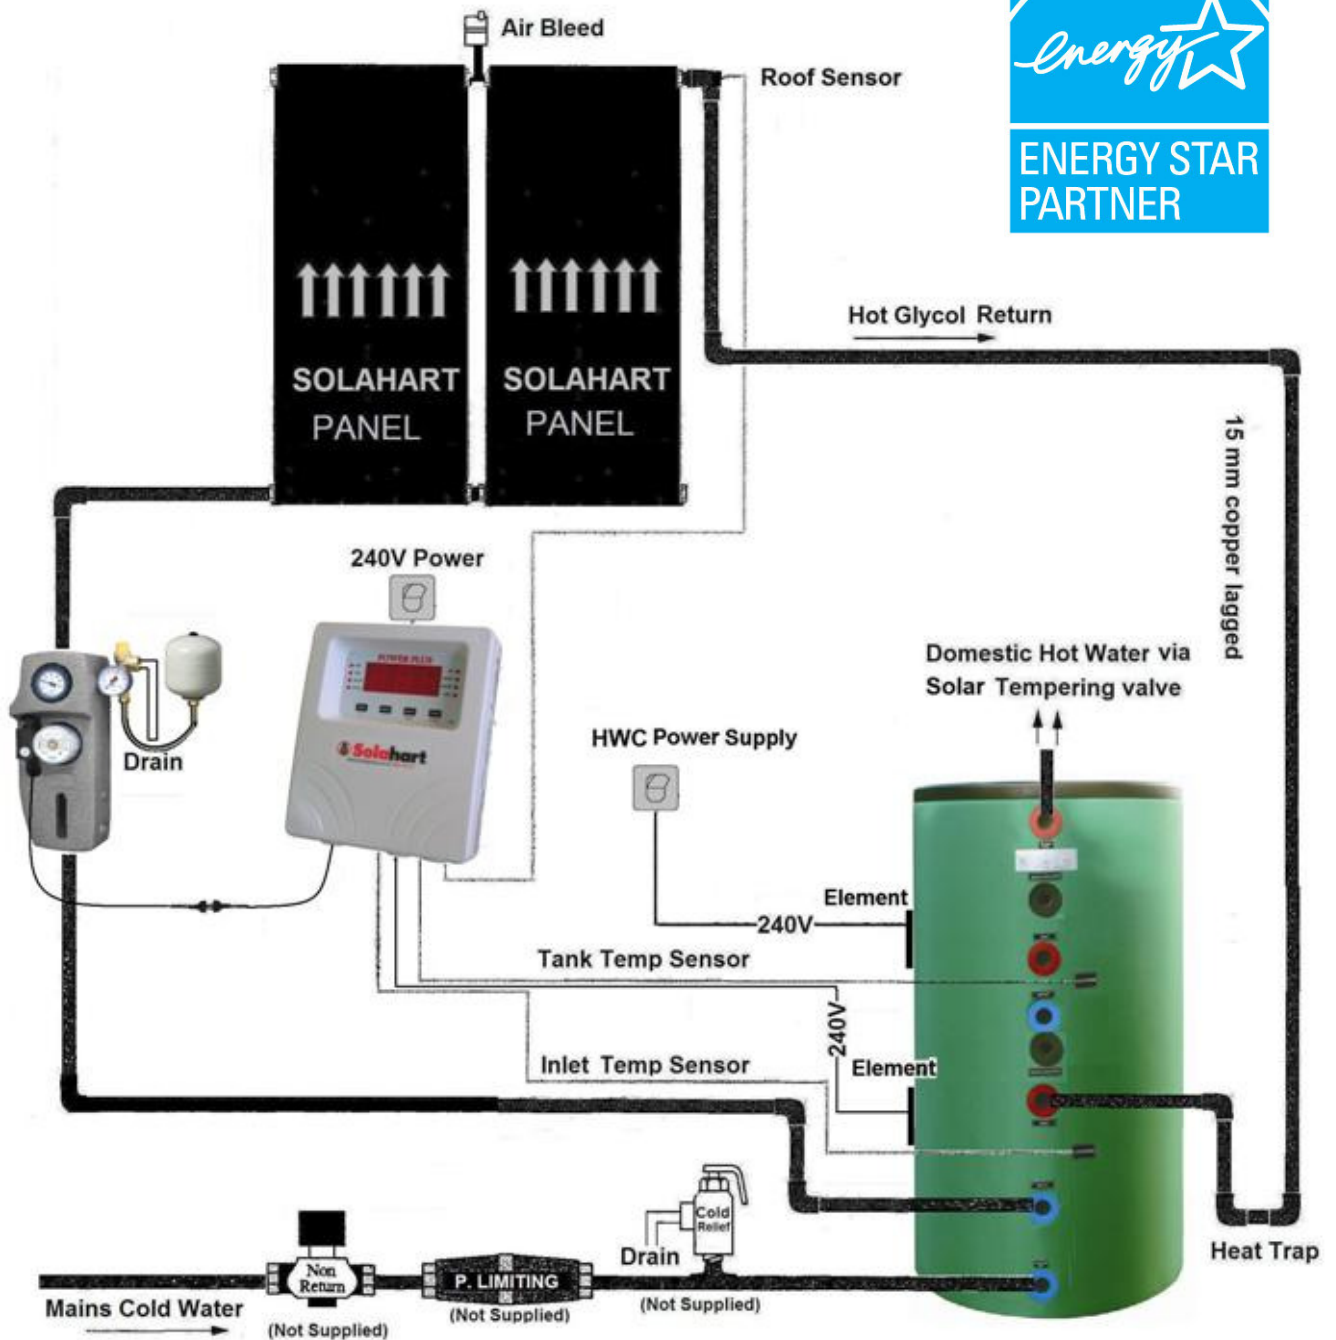 Air Bleed
Roof Sensor
energy
ENERGY STAR
PARTNER
Hot Glycol Return
SOLAHART
PANEL
SOLAHART
PANEL
15 mm copper lagged
240V Power
POWER PLUS
Solahart
Drain
Domestic Hot Water via
Solar Tempering valve
HWC Power Supply
Element
240V
Tank Temp Sensor
240V
Inlet Temp Sensor
Element
Cold
Relief
Drain
(Not Supplied)
Heat Trap
Non
Return
P. LIMITING
(Not Supplied)
Mains Cold Water
(Not Supplied)